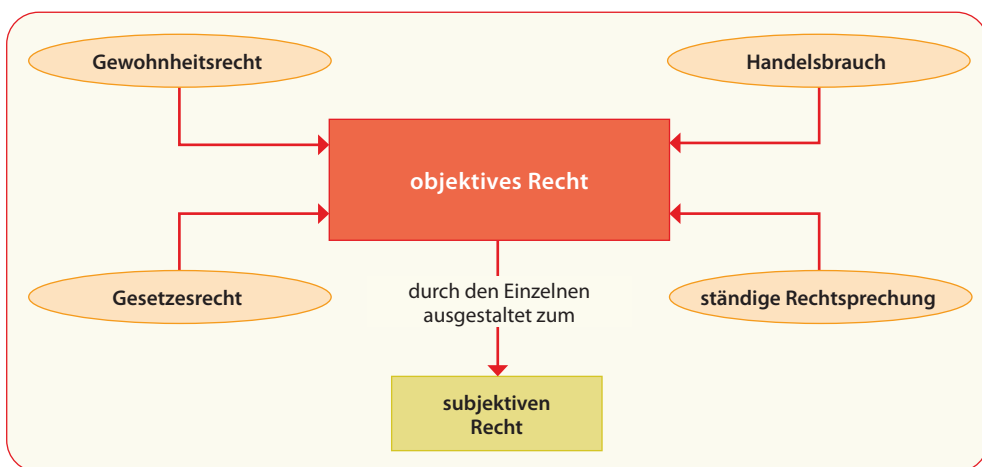 Gewohnheitsrecht
Handelsbrauch
objektives Recht
Gesetzesrecht
ständige Rechtsprechung
durch den Einzelnen
ausgestaltet zum
subjektiven
Recht